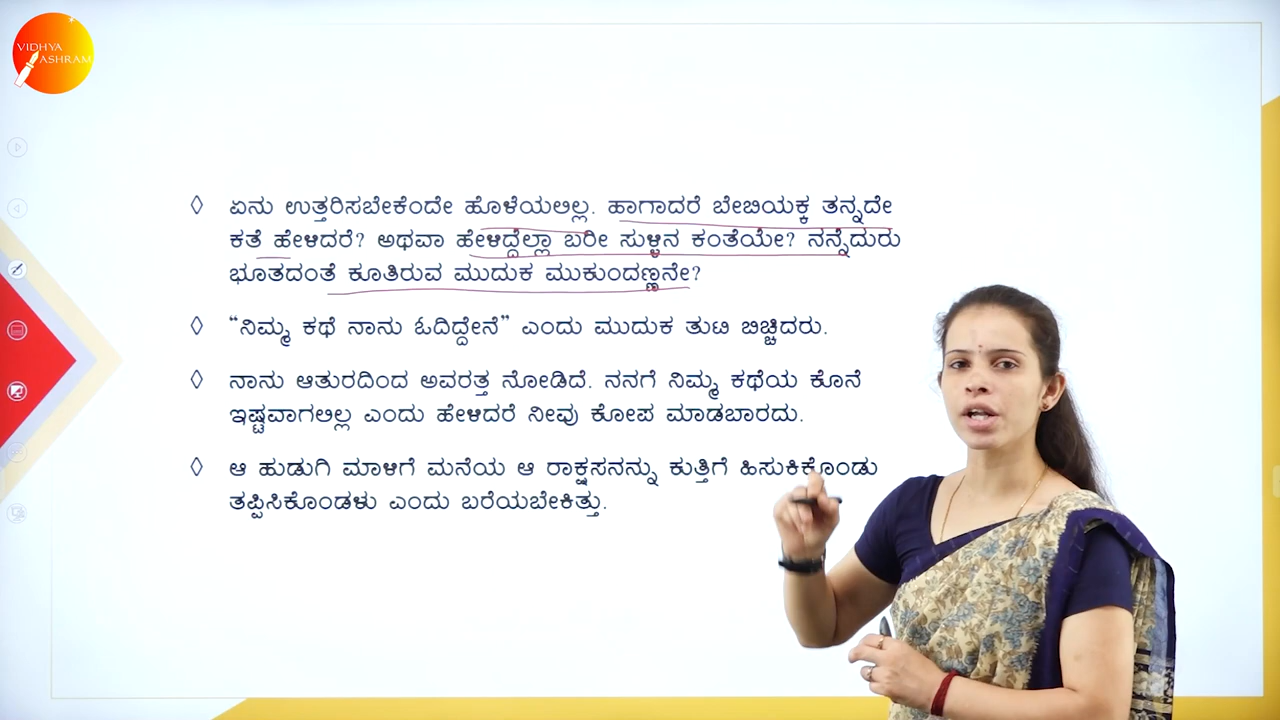 VIDHYA
ASHRAM
ಏನು ಉತ್ತರಿಸಬೇಕೆಂದೇ ಹೊಳೆಯಲಿಲ್ಲ. ಹಾಗಾದರೆ ಬೇಬಿಯಕ್ಕ ತನ್ನದೇ
ಕತೆ ಹೇಳಿದರೆ? ಅಥವಾ ಹೇಳಿದ್ದೆಲ್ಲಾ ಬರೀ ಸುಳ್ಳಿನ ಕಂತೆಯೇ? ನನ್ನೆದುರು
ಭೂತದಂತೆ ಕೂತಿರುವ ಮುದುಕ ಮುಕುಂದಣ್ಣನೇ?
“ನಿಮ್ಮ ಕಥೆ ನಾನು ಓದಿದ್ದೇನೆ” ಎಂದು ಮುದುಕ ತುಟಿ ಬಿಚ್ಚಿದರು.
ನಾನು ಆತುರದಿಂದ ಅವರತ್ತ ನೋಡಿದೆ. ನನಗೆ ನಿಮ್ಮ ಕಥೆಯ ಕೊನೆ
ಇಷ್ಟವಾಗಲಿಲ್ಲ ಎಂದು ಹೇಳಿದರೆ ನೀವು ಕೋಪ ಮಾಡಬಾರದು.
ಆ ಹುಡುಗಿ ಮಾಳಿಗೆ ಮನೆಯ ಆ ರಾಕ್ಷಸನನ್ನು ಕುತ್ತಿಗೆ ಹಿಸುಕಿಕೊಂಡು
ತಪ್ಪಿಸಿಕೊಂಡಳು ಎಂದು ಬರೆಯಬೇಕಿತ್ತು.